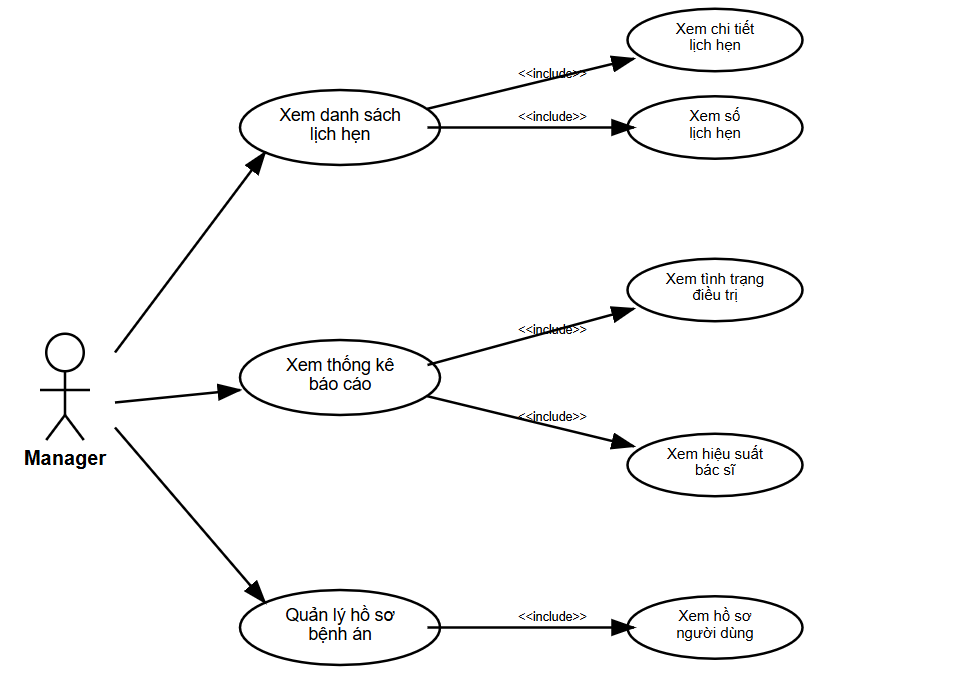 Xem chi tiết
lịch hẹn
<<include>>
Xem danh sách
lịch hẹn
<<include>>
Xem số
lịch hẹn
Xem tình trạng
điều trị
<<include>>
Xem thống kê
báo cáo
<<include>>
Xem hiệu suất
bác sĩ
Manager
Quản lý hồ sơ
bệnh án
<<include>>
Xem hồ sơ
người dùng